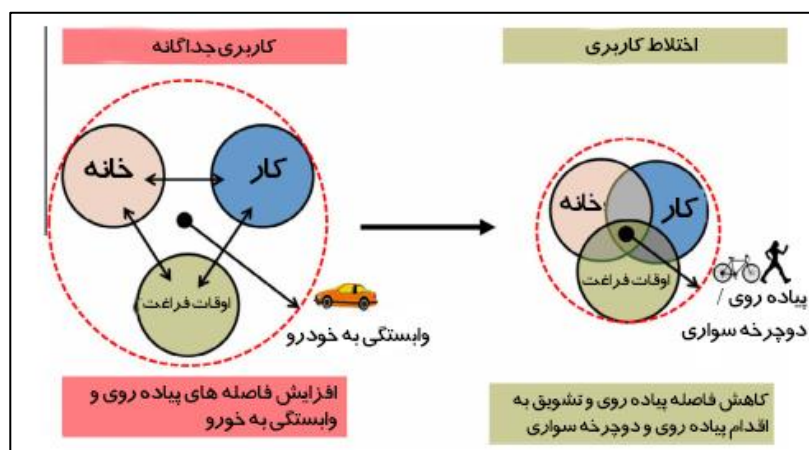 کاربری جداگانه
اختلاط کاربری
خانه
کار
اوقات فراغت
وابستگی به خودرو
خانه
کار
اوقات فراغت
پیاده روی /
دوچرخه سواری
افزایش فاصله های پیاده روی و
وابستگی به خورو
کاهش فاصله پیاده روی و تشویق به
اقدام پیاده روی و دوچرخه سواری